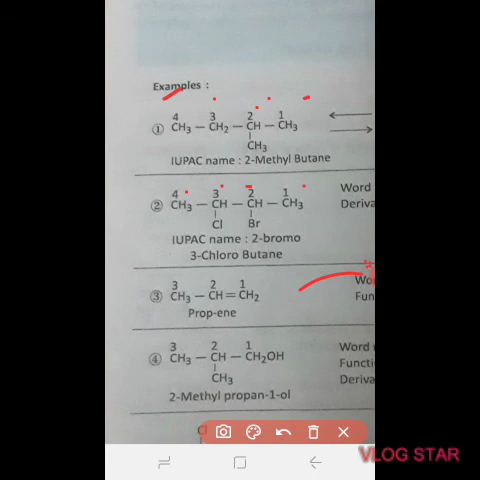 Examples :
4 3 2 1
① CH₃ — CH₂ — CH — CH₃
CH₃
IUPAC name : 2-Methyl Butane
4 3 2 1
② CH₃ — CH — CH — CH₃
Cl Br
IUPAC name : 2-bromo
3-Chloro Butane
Word
Deriva
3 2 1
③ CH₃ — CH = CH₂
Prop-ene
Wo
Fun
3 2 1
④ CH₃ — CH — CH₂OH
CH₃
2-Methyl propan-1-ol
Word
Functi
Deriva
VLOG STAR